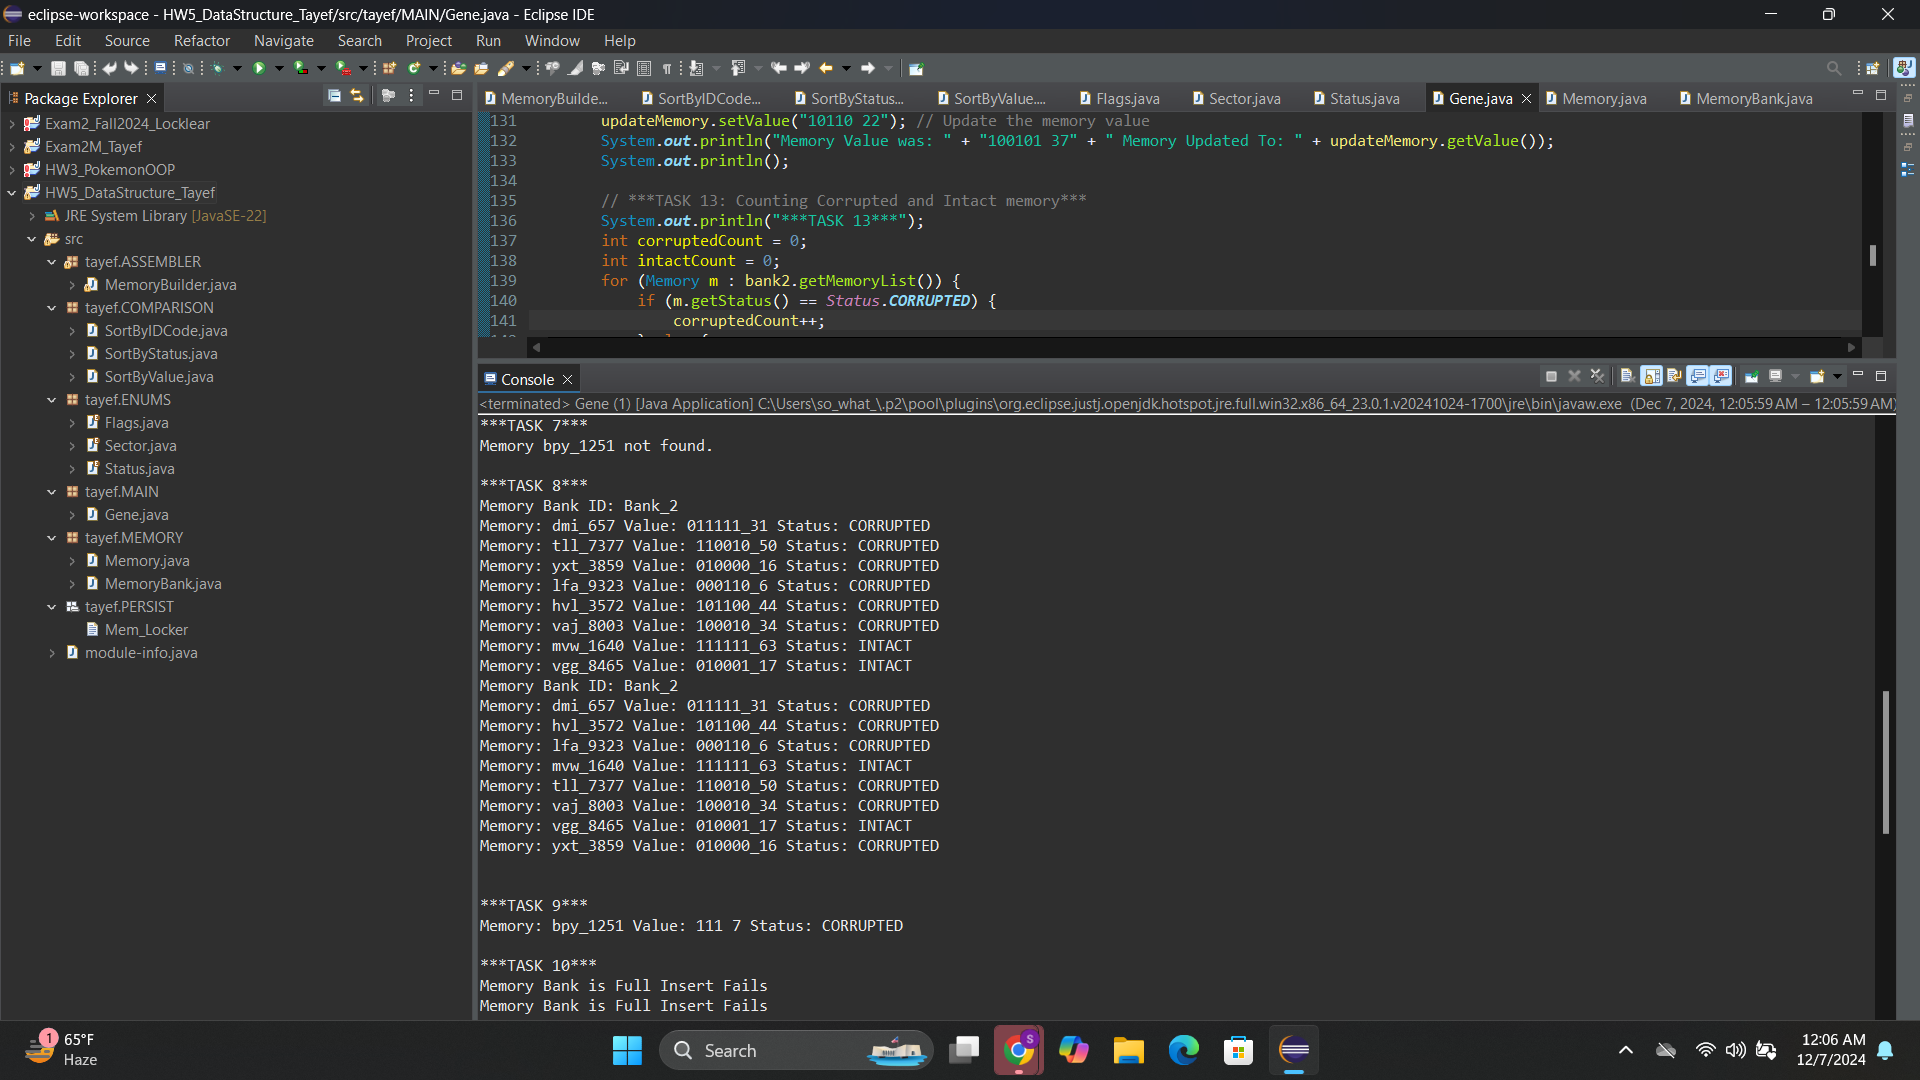 eclipse-workspace - HW5_DataStructure_Tayef/src/tayef/MAIN/Gene.java - Eclipse IDE
File Edit Source Refactor Navigate Search Project Run Window Help
Package Explorer
Exam2_Fall2024_Locklear
Exam2M_Tayef
HW3_PokemonOOP
HW5_DataStructure_Tayef
JRE System Library [JavaSE-22]
src
tayef.ASSEMBLER
MemoryBuilder.java
tayef.COMPARISON
SortByIDCode.java
SortByStatus.java
SortByValue.java
tayef.ENUMS
Flags.java
Sector.java
Status.java
tayef.MAIN
Gene.java
tayef.MEMORY
Memory.java
MemoryBank.java
tayef.PERSIST
Mem_Locker
module-info.java
MemoryBuilde... SortByIDCode... SortByStatus... SortByValue.... Flags.java Sector.java Status.java Gene.java Memory.java MemoryBank.java
131 updateMemory.setValue("10110 22"); // Update the memory value
132 System.out.println("Memory Value was: " + "100101 37" + " Memory Updated To: " + updateMemory.getValue());
133 System.out.println();
134
135 // ***TASK 13: Counting Corrupted and Intact memory***
136 System.out.println("***TASK 13***");
137 int corruptedCount = 0;
138 int intactCount = 0;
139 for (Memory m : bank2.getMemoryList()) {
140 if (m.getStatus() == Status.CORRUPTED) {
141 corruptedCount++;
Console
<terminated> Gene (1) [Java Application] C:\Users\so_what_\.p2\pool\plugins\org.eclipse.justj.openjdk.hotspot.jre.full.win32.x86_64_23.0.1.v20241024-1700\jre\bin\javaw.exe (Dec 7, 2024, 12:05:59 AM – 12:05:59 AM)
***TASK 7***
Memory bpy_1251 not found.
***TASK 8***
Memory Bank ID: Bank_2
Memory: dmi_657 Value: 011111_31 Status: CORRUPTED
Memory: tll_7377 Value: 110010_50 Status: CORRUPTED
Memory: yxt_3859 Value: 010000_16 Status: CORRUPTED
Memory: lfa_9323 Value: 000110_6 Status: CORRUPTED
Memory: hvl_3572 Value: 101100_44 Status: CORRUPTED
Memory: vaj_8003 Value: 100010_34 Status: CORRUPTED
Memory: mvw_1640 Value: 111111_63 Status: INTACT
Memory: vgg_8465 Value: 010001_17 Status: INTACT
Memory Bank ID: Bank_2
Memory: dmi_657 Value: 011111_31 Status: CORRUPTED
Memory: hvl_3572 Value: 101100_44 Status: CORRUPTED
Memory: lfa_9323 Value: 000110_6 Status: CORRUPTED
Memory: mvw_1640 Value: 111111_63 Status: INTACT
Memory: tll_7377 Value: 110010_50 Status: CORRUPTED
Memory: vaj_8003 Value: 100010_34 Status: CORRUPTED
Memory: vgg_8465 Value: 010001_17 Status: INTACT
Memory: yxt_3859 Value: 010000_16 Status: CORRUPTED
***TASK 9***
Memory: bpy_1251 Value: 111 7 Status: CORRUPTED
***TASK 10***
Memory Bank is Full Insert Fails
Memory Bank is Full Insert Fails
1
65°F
Haze
Search
S
12:06 AM
12/7/2024